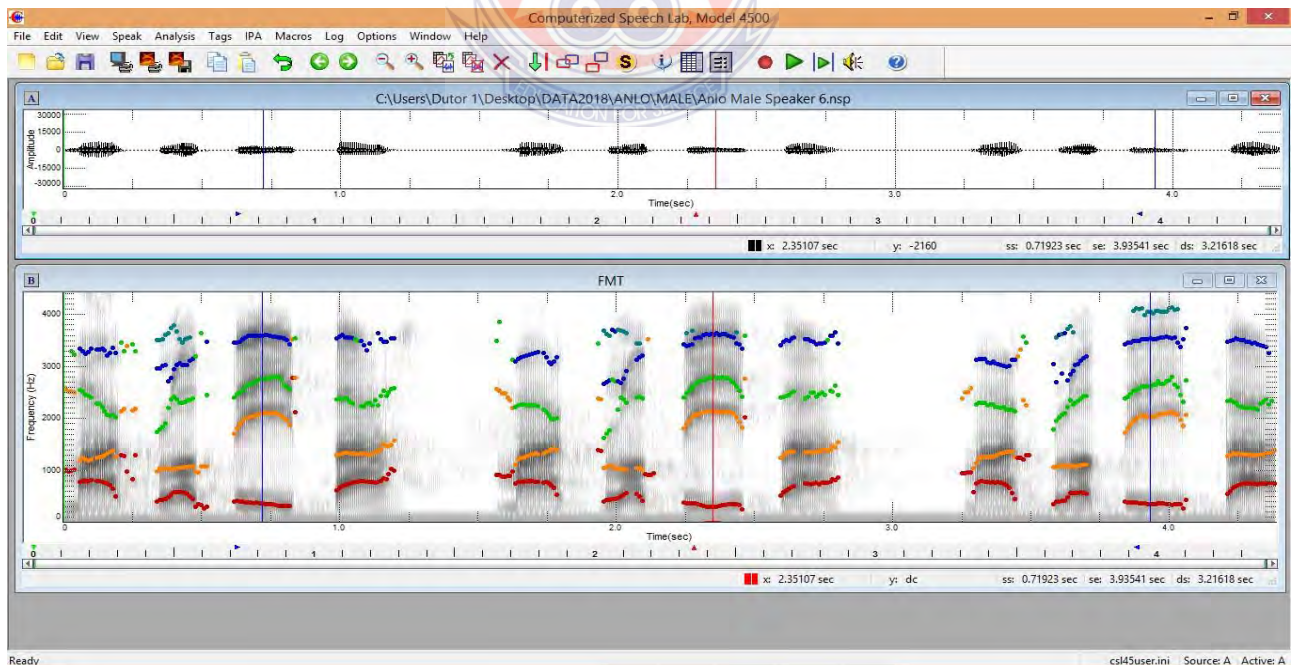 Computerized Speech Lab, Model 4500
File Edit View Speak Analysis Tags IPA Macros Log Options Window Help
EDUCATION FOR SERVICE
A C:\Users\Dutor 1\Desktop\DATA2018\ANLO\MALE\Anlo Male Speaker 6.nsp
30000
15000
0
-15000
-30000
Amplitude
0 1.0 2.0 3.0 4.0
Time(sec)
0 1 2 3 4
x: 2.35107 sec y: -2160 ss: 0.71923 sec se: 3.93541 sec ds: 3.21618 sec
B FMT
4000
3000
2000
1000
0
Frequency (Hz)
0 1.0 2.0 3.0 4.0
Time(sec)
0 1 2 3 4
x: 2.35107 sec y: dc ss: 0.71923 sec se: 3.93541 sec ds: 3.21618 sec
Ready csl45user.ini Source: A Active: A